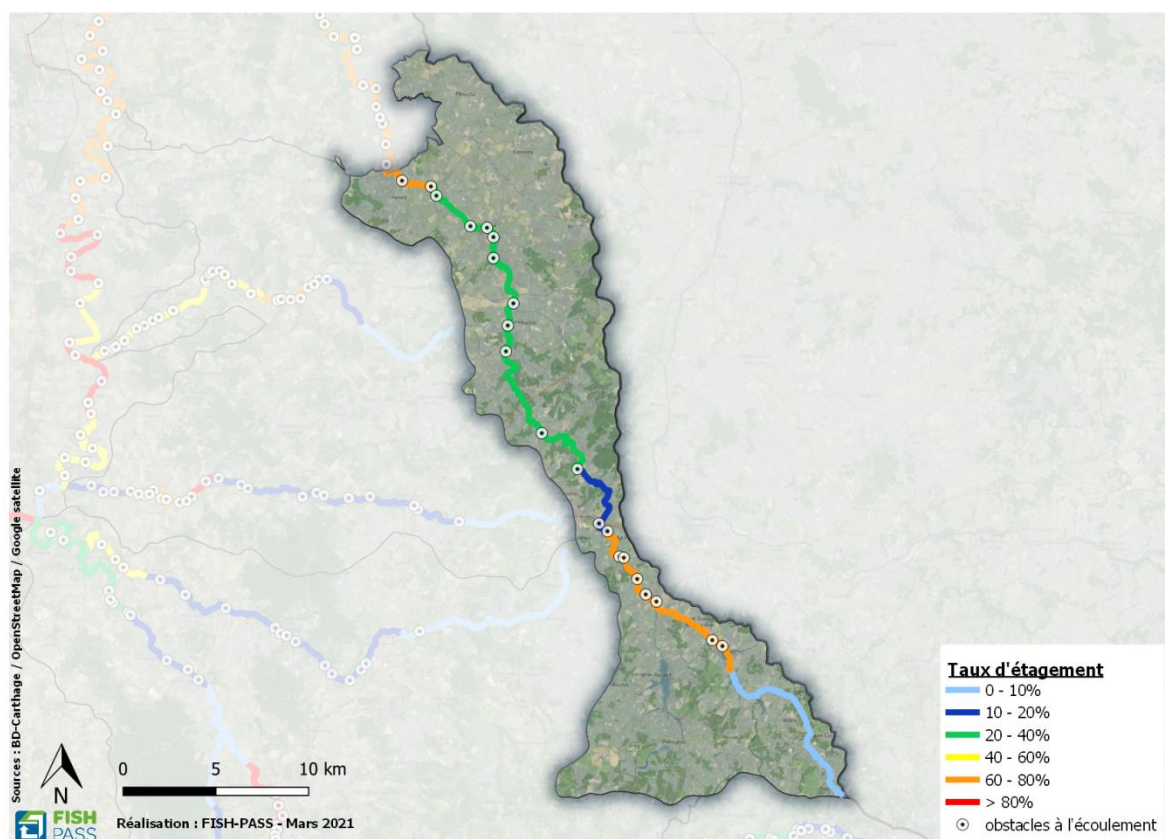 Sources : BD-Carthage / OpenStreetMap / Google satellite
N
0 5 10 km
FISH
PASS
Réalisation : FISH-PASS - Mars 2021
Taux d'étagement
0 - 10%
10 - 20%
20 - 40%
40 - 60%
60 - 80%
> 80%
obstacles à l'écoulement